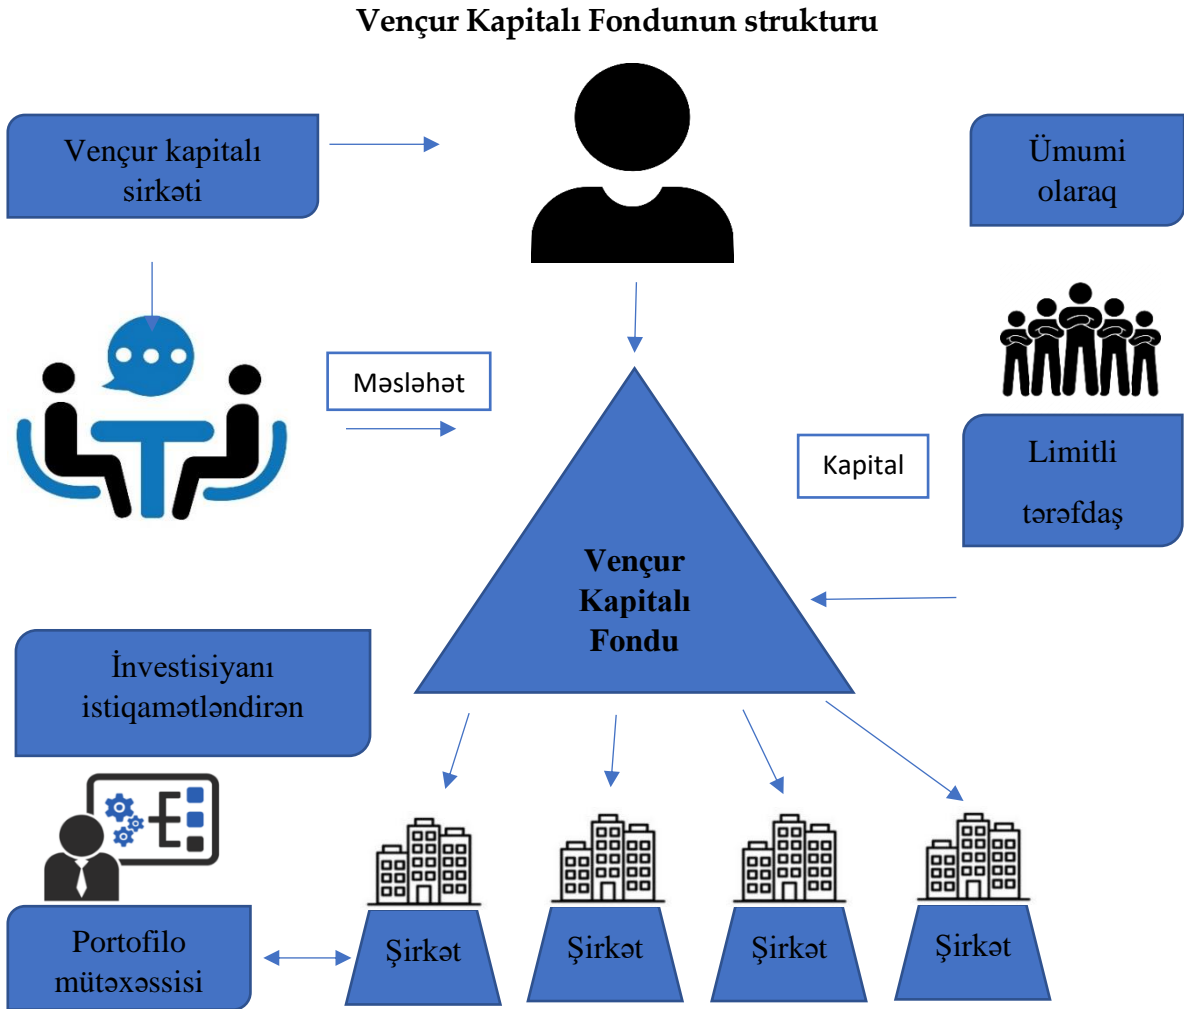 Vençur Kapitalı Fondunun strukturu
Vençur kapitalı
sirkəti
Ümumi
olaraq
Məsləhət
Kapital
Limitli
tərəfdaş
Vençur
Kapitalı
Fondu
İnvestisiyanı
istiqamətləndirən
Portofilo
mütəxəssisi
Şirkət
Şirkət
Şirkət
Şirkət